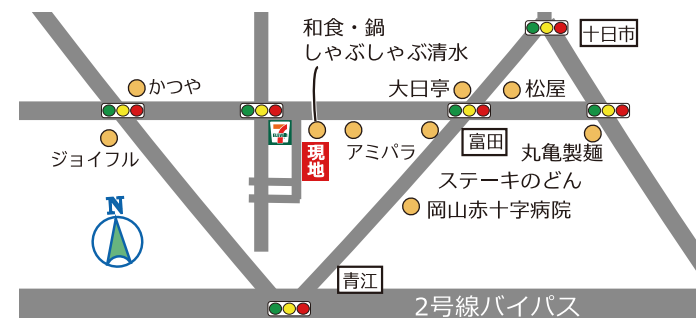 和食・鍋
しゃぶしゃぶ清水
十日市
かつや
大日亭
松屋
ジョイフル
現地
アミパラ
富田
丸亀製麺
ステーキのどん
岡山赤十字病院
N
青江
2号線バイパス